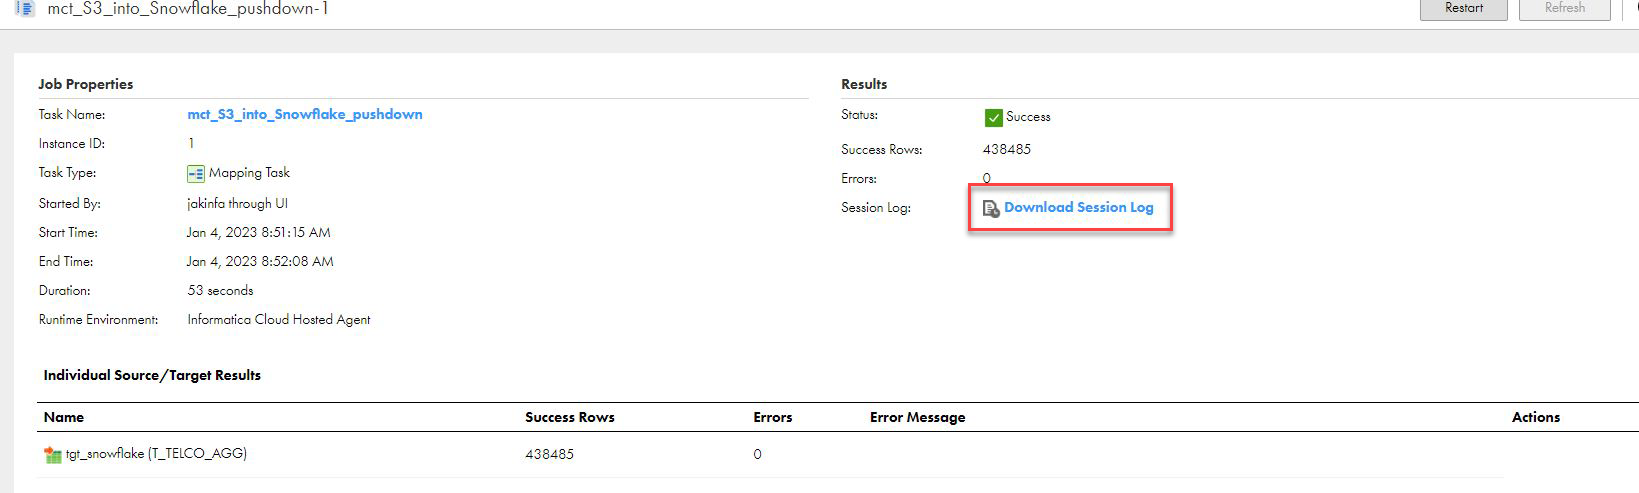 mct_S3_into_Snowflake_pushdown-1
Restart
Refresh
Job Properties
Task Name: mct_S3_into_Snowflake_pushdown
Instance ID: 1
Task Type: Mapping Task
Started By: jakinfa through UI
Start Time: Jan 4, 2023 8:51:15 AM
End Time: Jan 4, 2023 8:52:08 AM
Duration: 53 seconds
Runtime Environment: Informatica Cloud Hosted Agent
Results
Status: Success
Success Rows: 438485
Errors: 0
Session Log: Download Session Log
Individual Source/Target Results
Name Success Rows Errors Error Message Actions
tgt_snowflake (T_TELCO_AGG) 438485 0